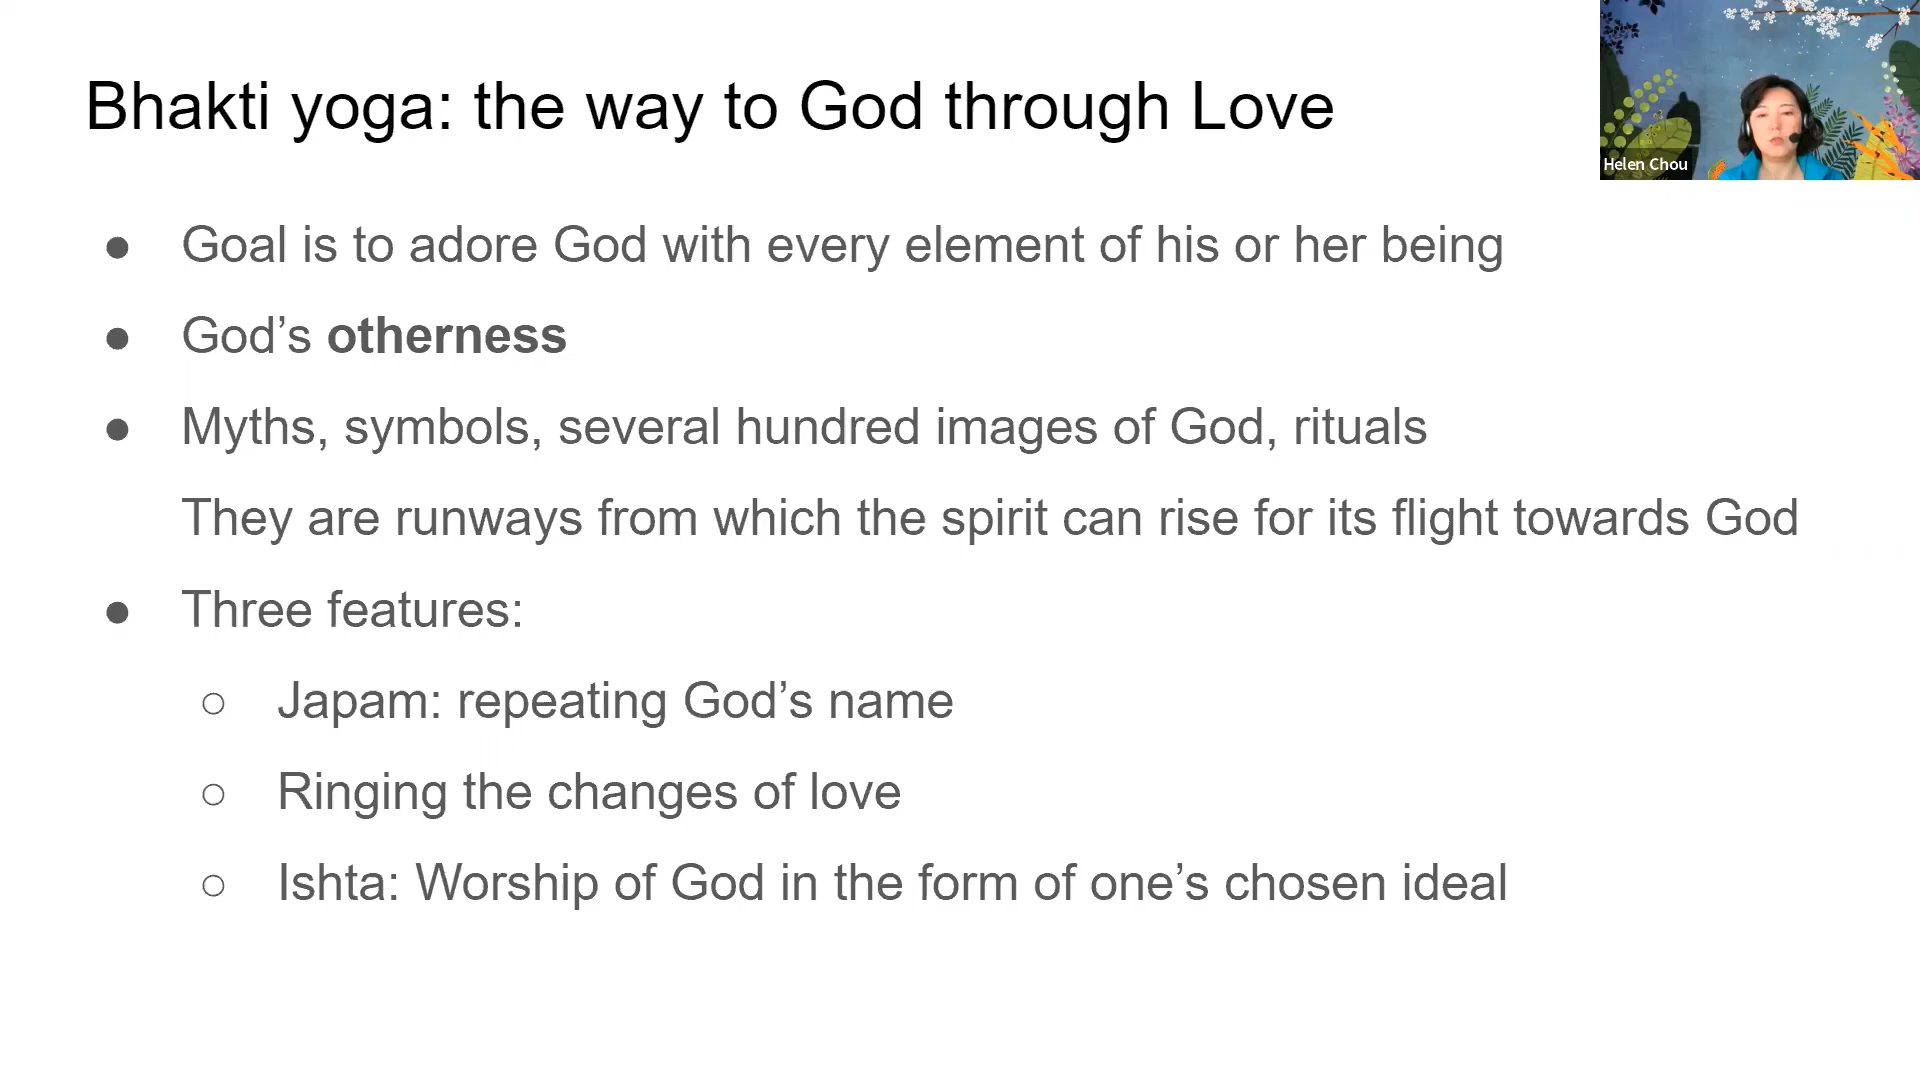 Bhakti yoga: the way to God through Love
Helen Chou
● Goal is to adore God with every element of his or her being
● God’s otherness
● Myths, symbols, several hundred images of God, rituals
They are runways from which the spirit can rise for its flight towards God
● Three features:
○ Japam: repeating God’s name
○ Ringing the changes of love
○ Ishta: Worship of God in the form of one’s chosen ideal